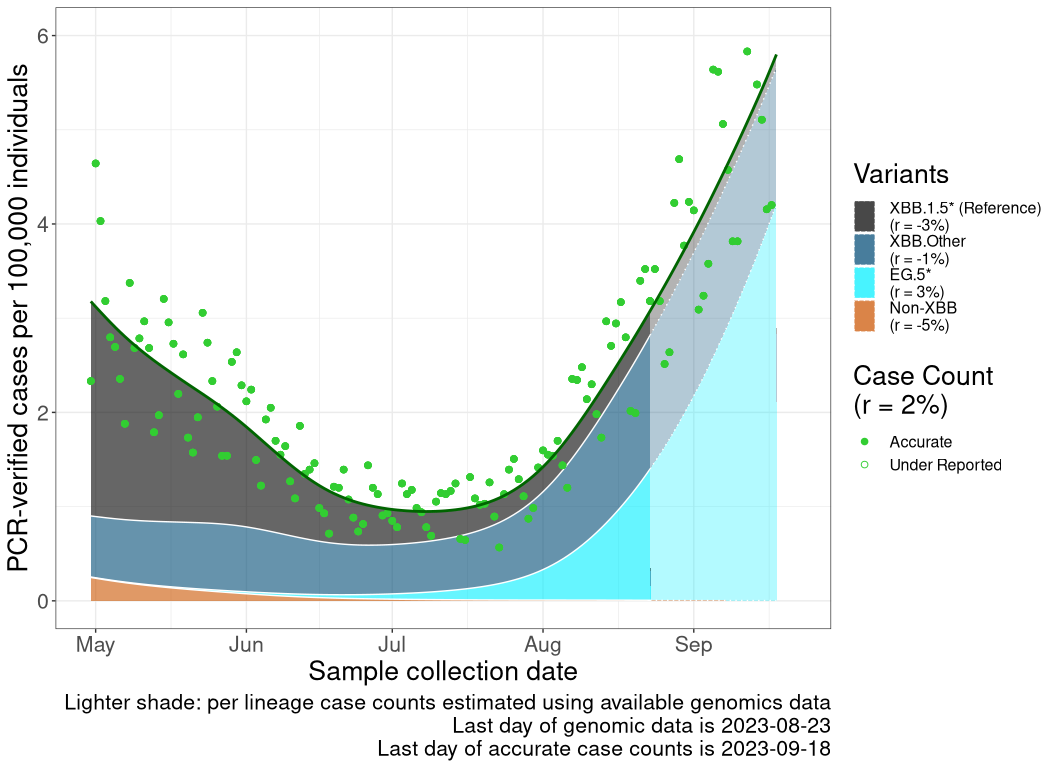 PCR-verified cases per 100,000 individuals
6
4
2
0
May
Jun
Jul
Aug
Sep
Sample collection date
Variants
XBB.1.5* (Reference)
(r = -3%)
XBB.Other
(r = -1%)
EG.5*
(r = 3%)
Non-XBB
(r = -5%)
Case Count
(r = 2%)
Accurate
Under Reported
Lighter shade: per lineage case counts estimated using available genomics data
Last day of genomic data is 2023-08-23
Last day of accurate case counts is 2023-09-18